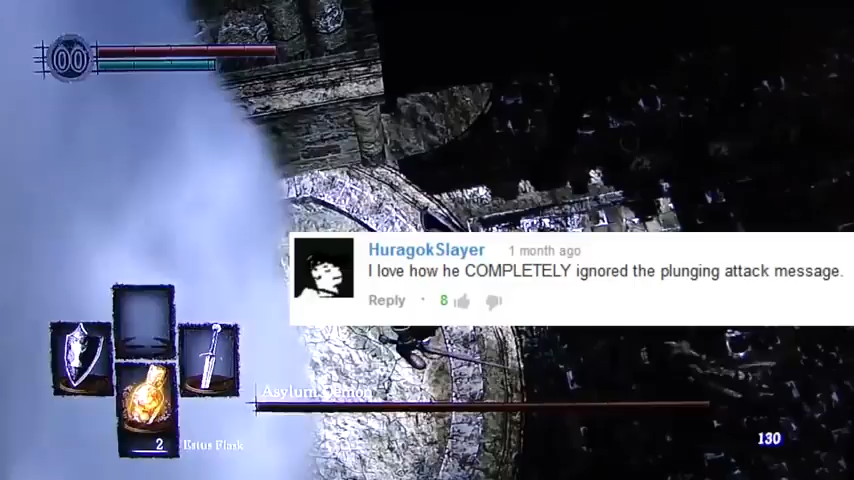 00
HuragokSlayer 1 month ago
I love how he COMPLETELY ignored the plunging attack message.
Reply · 8
Asylum Demon
2 Estus Flask
130